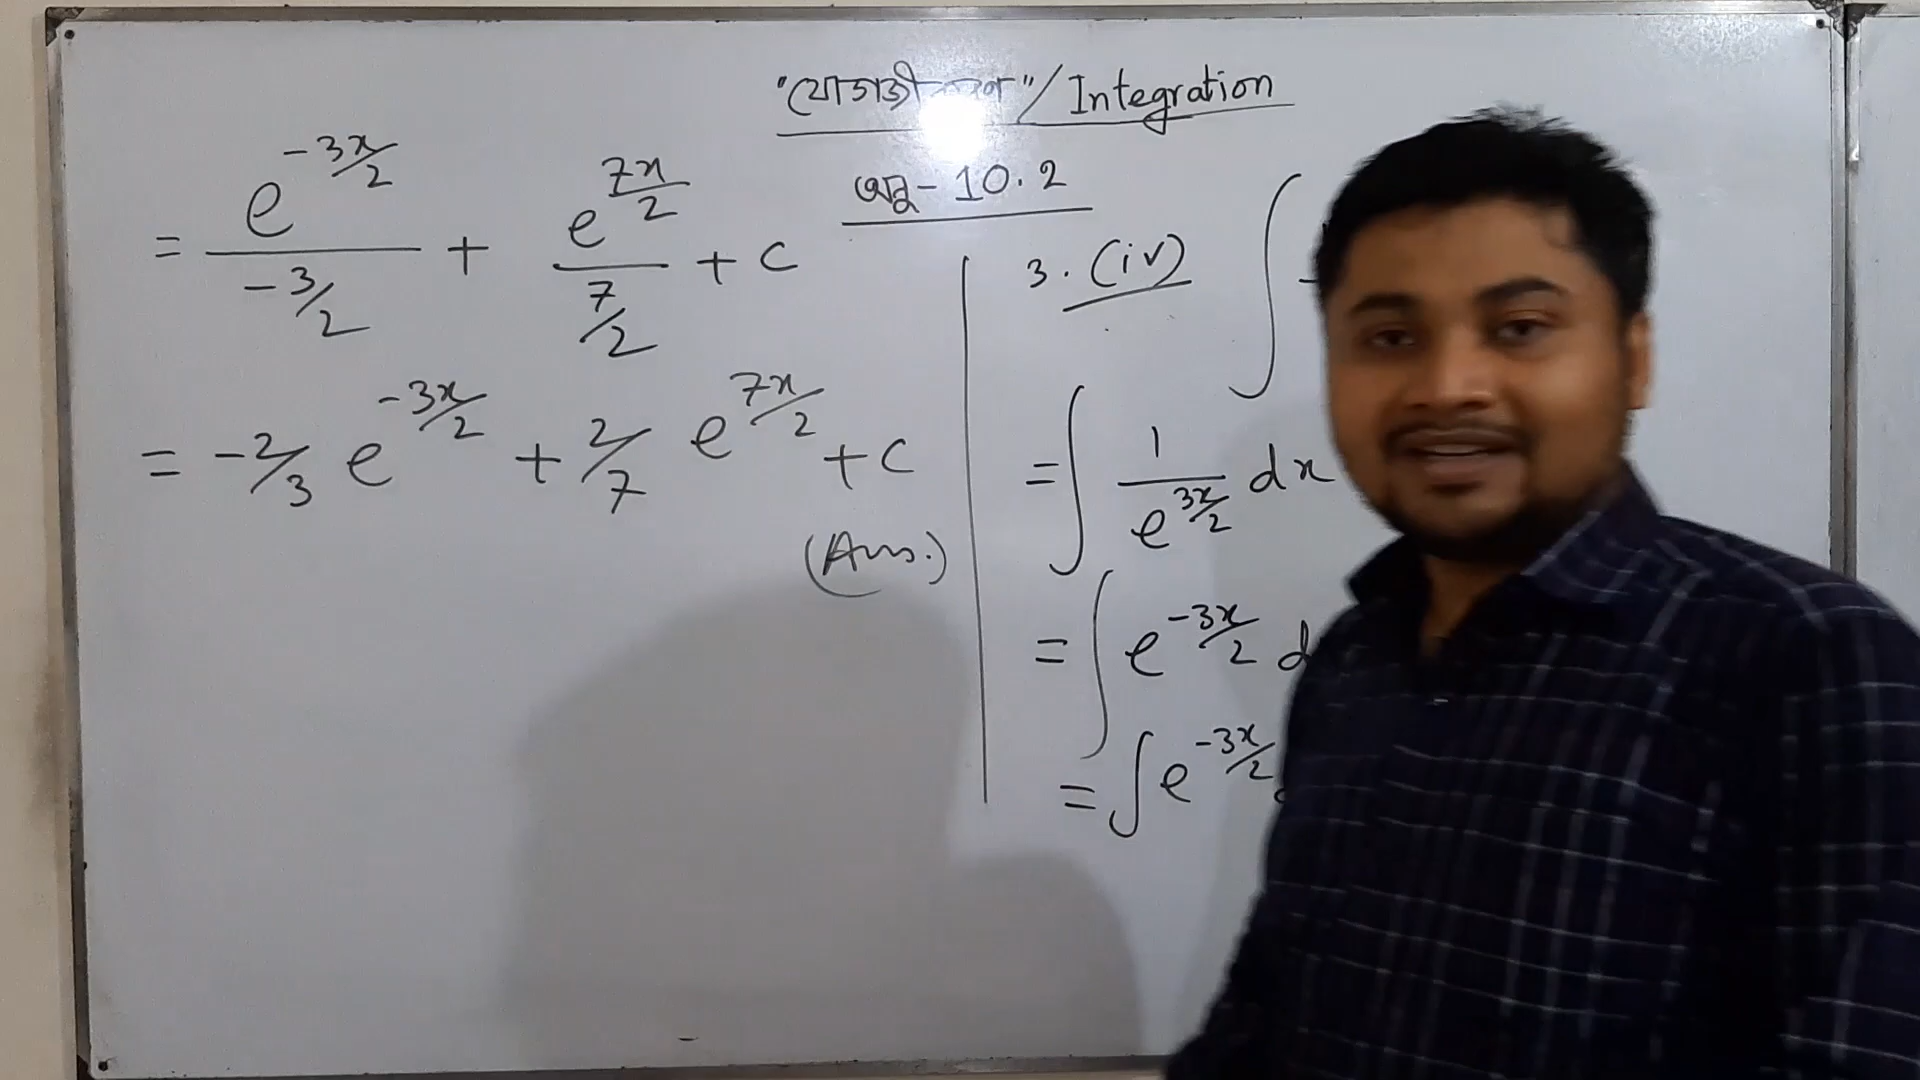 "যোগজীকরণ" / Integration
অনু - 10.2
= e^{-3x/2} / (-3/2) + e^{7x/2} / (7/2) + c
= -2/3 e^{-3x/2} + 2/7 e^{7x/2} + c
(Ans.)
3. (iv) ∫
= ∫ 1 / e^{3x/2} dx
= ∫ e^{-3x/2} d
= ∫ e^{-3x/2}